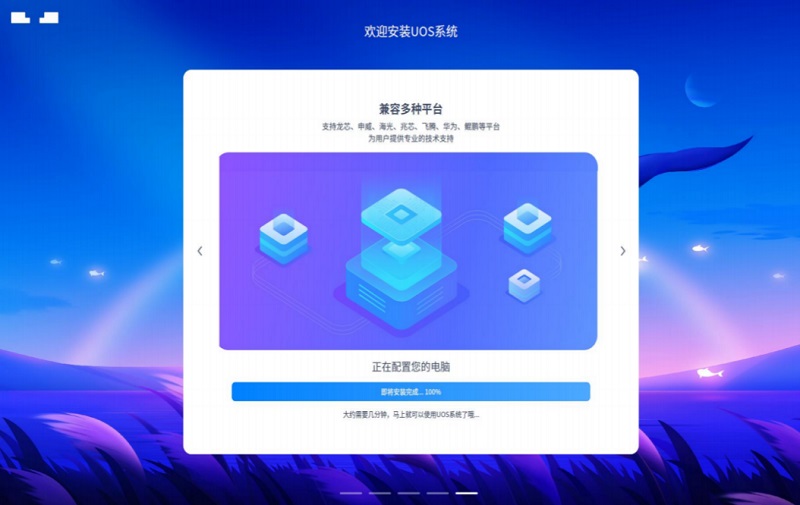 欢迎安装UOS系统
兼容多种平台
支持龙芯、申威、海光、兆芯、飞腾、华为、鲲鹏等平台
为用户提供专业的技术支持
正在配置您的电脑
即将安装完成... 100%
大约需要几分钟，马上就可以使用UOS系统了哦...